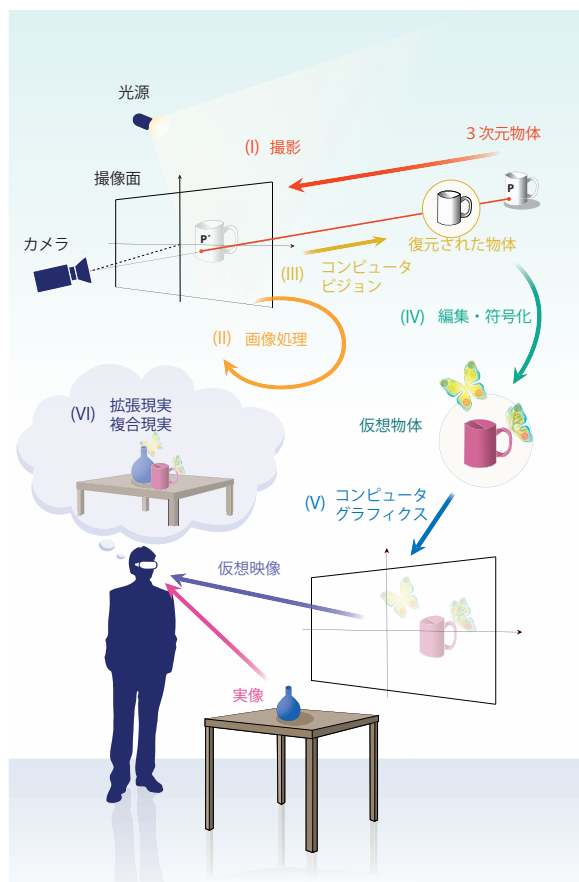 光源
(I) 撮影
3次元物体
撮像面
P
P´
カメラ
復元された物体
(III) コンピュータ
ビジョン
(IV) 編集・符号化
(II) 画像処理
(VI) 拡張現実
複合現実
仮想物体
(V) コンピュータ
グラフィクス
仮想映像
実像